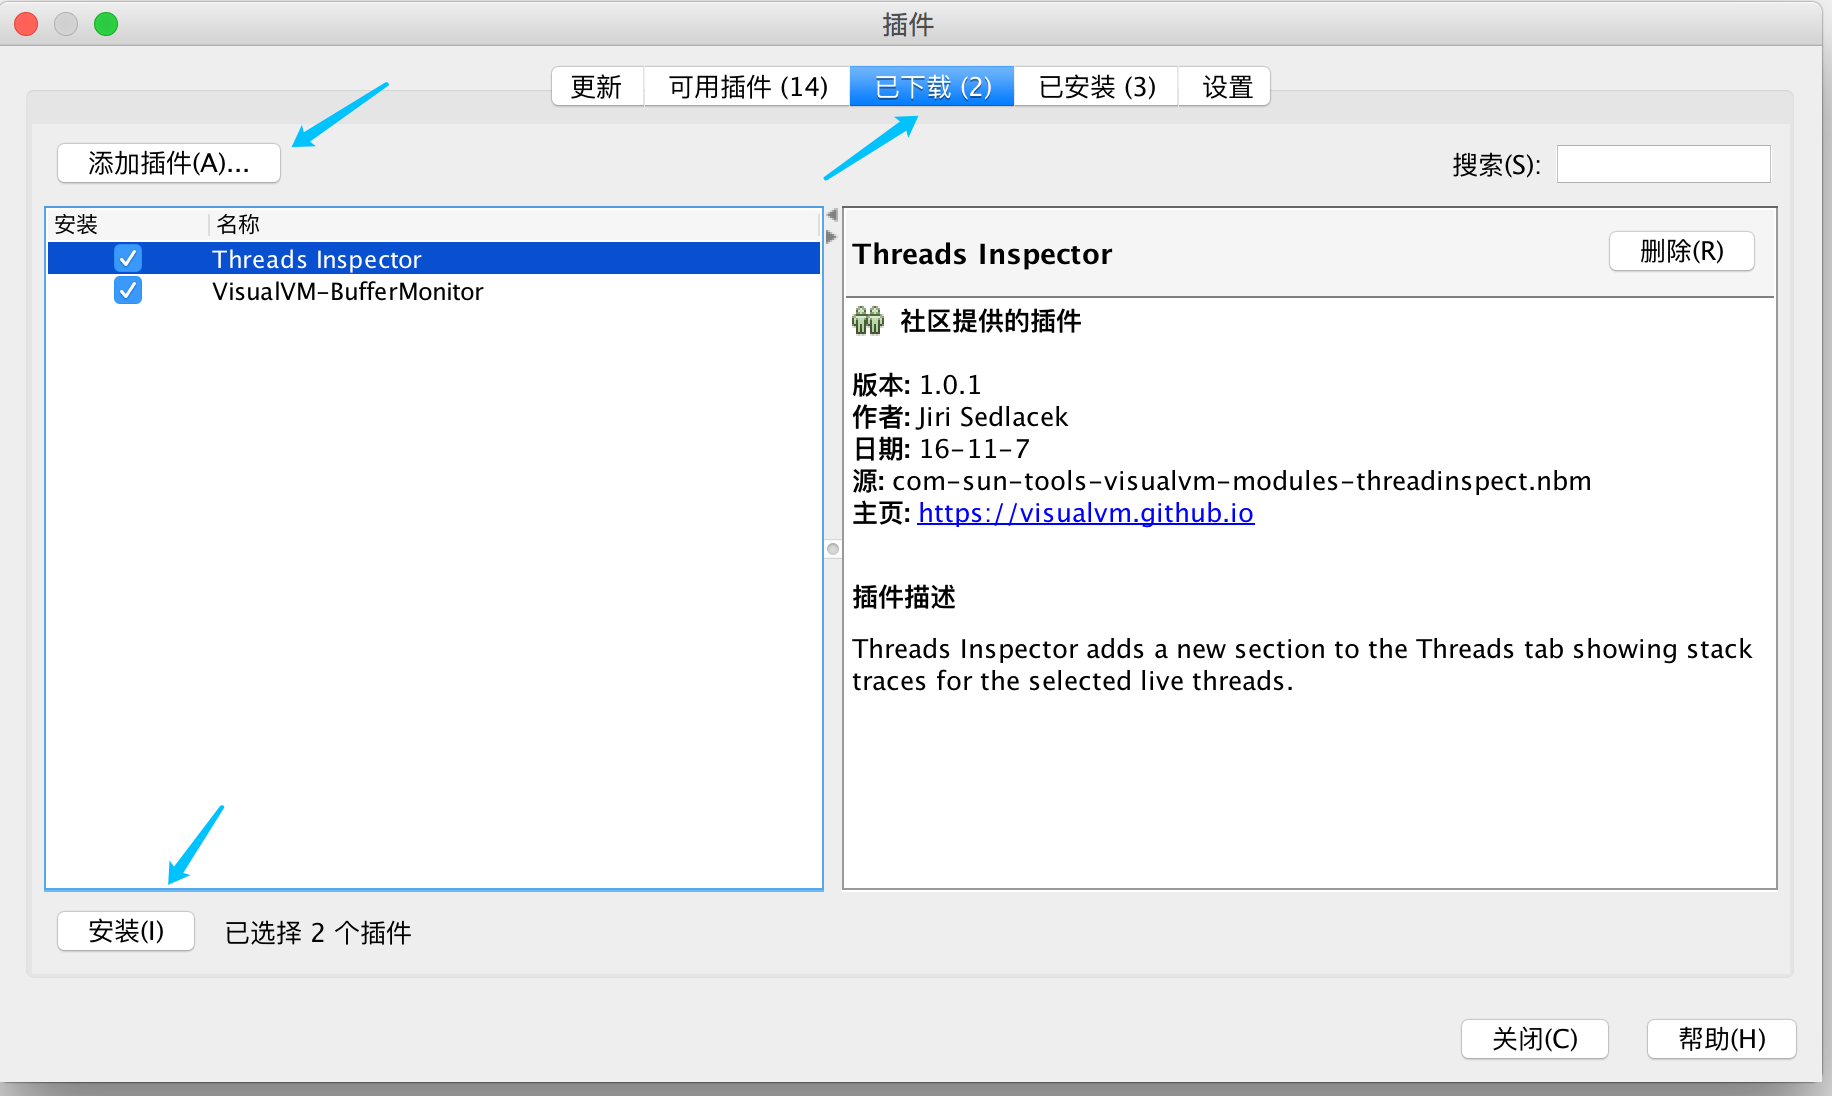 插件
更新
可用插件 (14)
已下载 (2)
已安装 (3)
设置
添加插件(A)...
搜索(S):
安装
名称
Threads Inspector
VisualVM-BufferMonitor
Threads Inspector
删除(R)
社区提供的插件
版本: 1.0.1
作者: Jiri Sedlacek
日期: 16-11-7
源: com-sun-tools-visualvm-modules-threadinspect.nbm
主页: https://visualvm.github.io
插件描述
Threads Inspector adds a new section to the Threads tab showing stack
traces for the selected live threads.
安装(I)
已选择 2 个插件
关闭(C)
帮助(H)